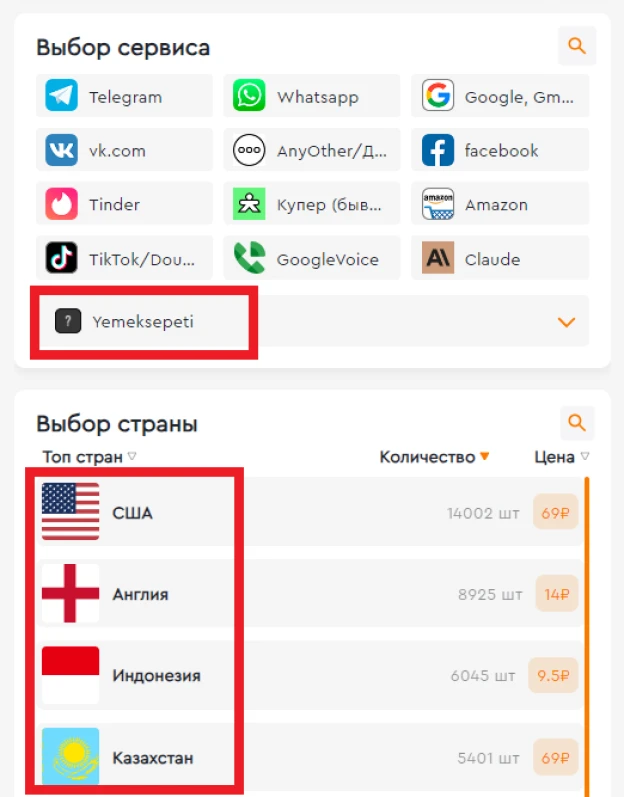 Выбор сервиса
Telegram Whatsapp Google, Gm...
vk.com AnyOther/Д... facebook
Tinder Купер (быв... amazon Amazon
TikTok/Dou... GoogleVoice Claude
? Yemeksepeti
Выбор страны
Топ стран Количество Цена
США 14002 шт 69₽
Англия 8925 шт 14₽
Индонезия 6045 шт 9.5₽
Казахстан 5401 шт 69₽